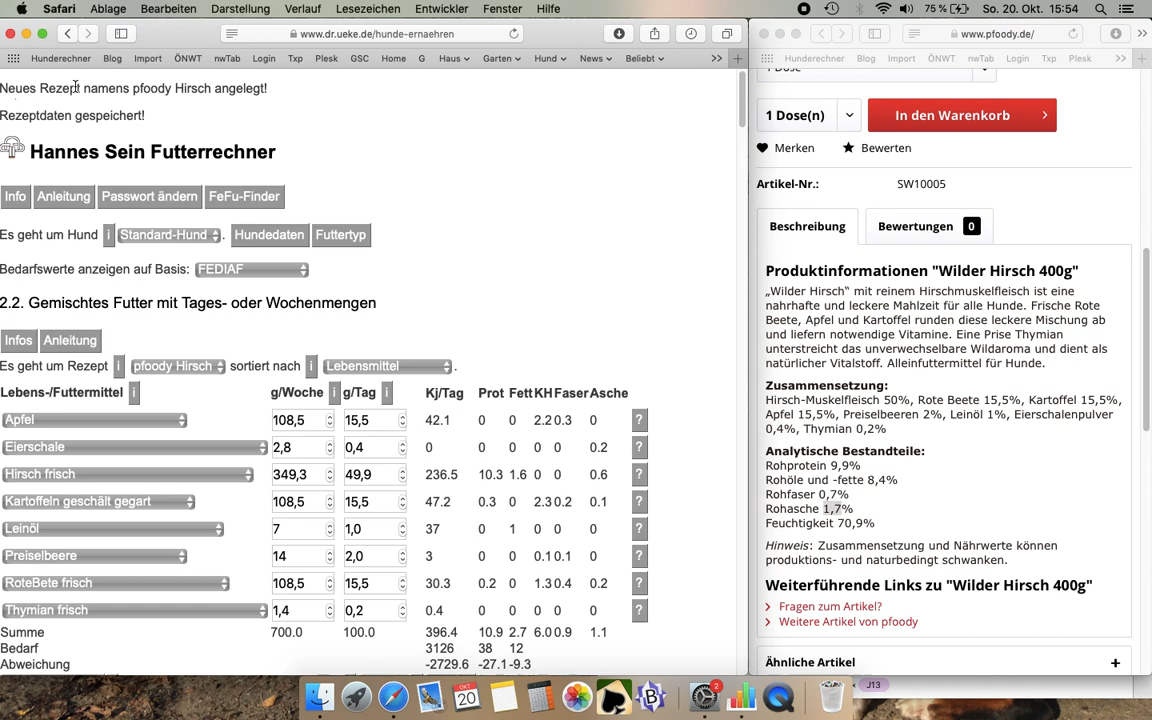 Safari Ablage Bearbeiten Darstellung Verlauf Lesezeichen Entwickler Fenster Hilfe 75 % So. 20. Okt. 15:54
www.dr.ueke.de/hunde-ernaehren
Hunderechner Blog Import ÖNWT nwTab Login Txp Plesk GSC Home G Haus Garten Hund News Beliebt >> +
Neues Rezept namens pfoody Hirsch angelegt!
Rezeptdaten gespeichert!
Hannes Sein Futterrechner
Info Anleitung Passwort ändern FeFu-Finder
Es geht um Hund i Standard-Hund . Hundedaten Futtertyp
Bedarfswerte anzeigen auf Basis: FEDIAF
2.2. Gemischtes Futter mit Tages- oder Wochenmengen
Infos Anleitung
Es geht um Rezept i pfoody Hirsch sortiert nach i Lebensmittel .
Lebens-/Futtermittel i g/Woche i g/Tag i Kj/Tag Prot Fett KH Faser Asche
Apfel 108,5 15,5 42.1 0 0 2.2 0.3 0 ?
Eierschale 2,8 0,4 0 0 0 0 0 0.2 ?
Hirsch frisch 349,3 49,9 236.5 10.3 1.6 0 0 0.6 ?
Kartoffeln geschält gegart 108,5 15,5 47.2 0.3 0 2.3 0.2 0.1 ?
Leinöl 7 1,0 37 0 1 0 0 0 ?
Preiselbeere 14 2,0 3 0 0 0.1 0.1 0 ?
RoteBete frisch 108,5 15,5 30.3 0.2 0 1.3 0.4 0.2 ?
Thymian frisch 1,4 0,2 0.4 0 0 0 0 0 ?
Summe 700.0 100.0 396.4 10.9 2.7 6.0 0.9 1.1
Bedarf 3126 38 12
Abweichung -2729.6 -27.1 -9.3
www.pfoody.de/
Hunderechner Blog Import ÖNWT nwTab Login Txp Plesk >> +
1 Dose(n) In den Warenkorb
Merken Bewerten
Artikel-Nr.: SW10005
Beschreibung Bewertungen 0
Produktinformationen "Wilder Hirsch 400g"
„Wilder Hirsch“ mit reinem Hirschmuskelfleisch ist eine
nahrhafte und leckere Mahlzeit für alle Hunde. Frische Rote
Beete, Apfel und Kartoffel runden diese leckere Mischung ab
und liefern notwendige Vitamine. Eine Prise Thymian
unterstreicht das unverwechselbare Wildaroma und dient als
natürlicher Vitalstoff. Alleinfuttermittel für Hunde.
Zusammensetzung:
Hirsch-Muskelfleisch 50%, Rote Beete 15,5%, Kartoffel 15,5%,
Apfel 15,5%, Preiselbeeren 2%, Leinöl 1%, Eierschalenpulver
0,4%, Thymian 0,2%
Analytische Bestandteile:
Rohprotein 9,9%
Rohöle und -fette 8,4%
Rohfaser 0,7%
Rohasche 1,7%
Feuchtigkeit 70,9%
Hinweis: Zusammensetzung und Nährwerte können
produktions- und naturbedingt schwanken.
Weiterführende Links zu "Wilder Hirsch 400g"
Fragen zum Artikel?
Weitere Artikel von pfoody
Ähnliche Artikel +
J13
OKT
20
2